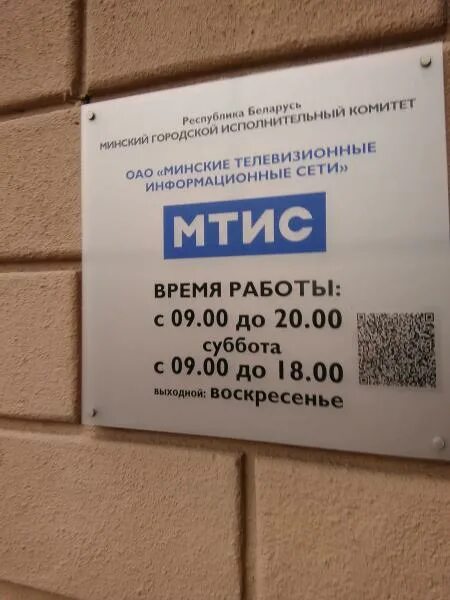 Республика Беларусь
МИНСКИЙ ГОРОДСКОЙ ИСПОЛНИТЕЛЬНЫЙ КОМИТЕТ
ОАО «МИНСКИЕ ТЕЛЕВИЗИОННЫЕ
ИНФОРМАЦИОННЫЕ СЕТИ»
МТИС
ВРЕМЯ РАБОТЫ:
с 09.00 до 20.00
суббота
с 09.00 до 18.00
выходной: воскресенье